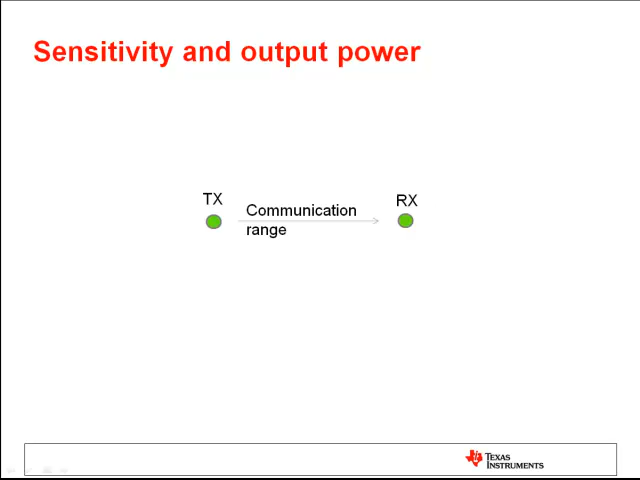 Sensitivity and output power
TX
RX
Communication
range
TEXAS
INSTRUMENTS